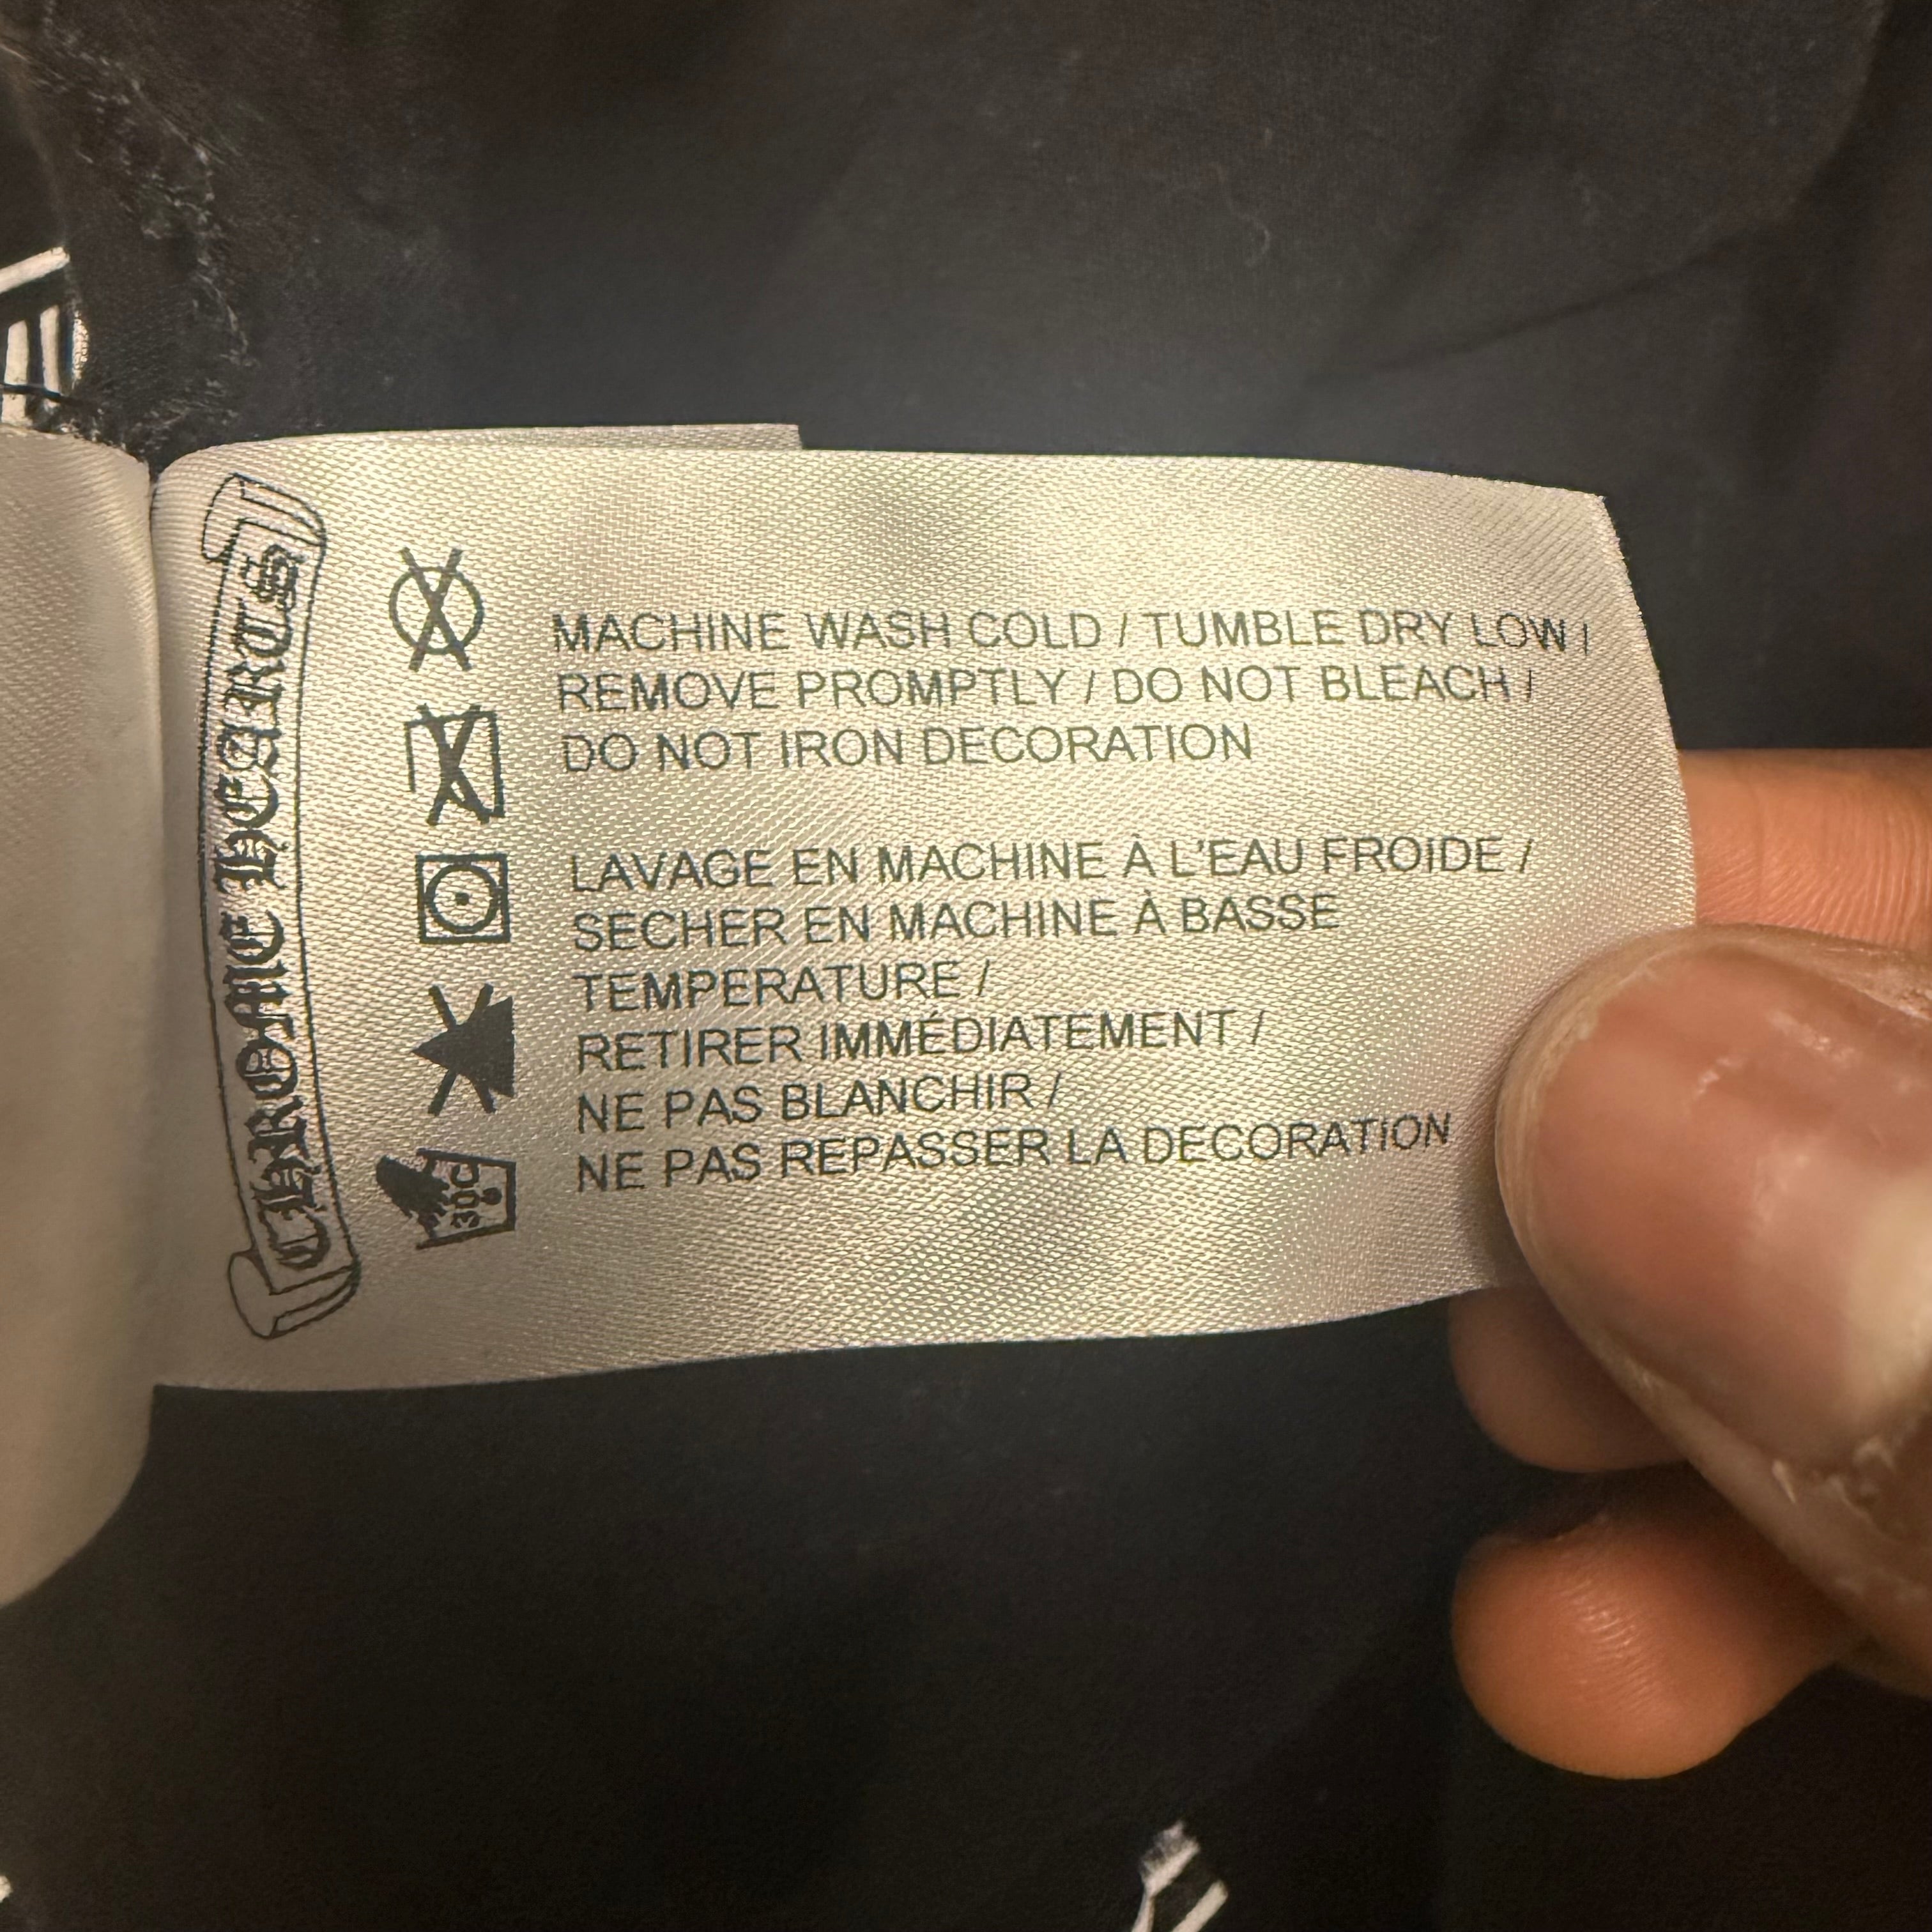 CHROME HEARTS
MACHINE WASH COLD / TUMBLE DRY LOW /
REMOVE PROMPTLY / DO NOT BLEACH /
DO NOT IRON DECORATION
LAVAGE EN MACHINE À L'EAU FROIDE /
SECHER EN MACHINE À BASSE
TEMPERATURE /
RETIRER IMMÉDIATEMENT /
NE PAS BLANCHIR /
NE PAS REPASSER LA DECORATION
30C